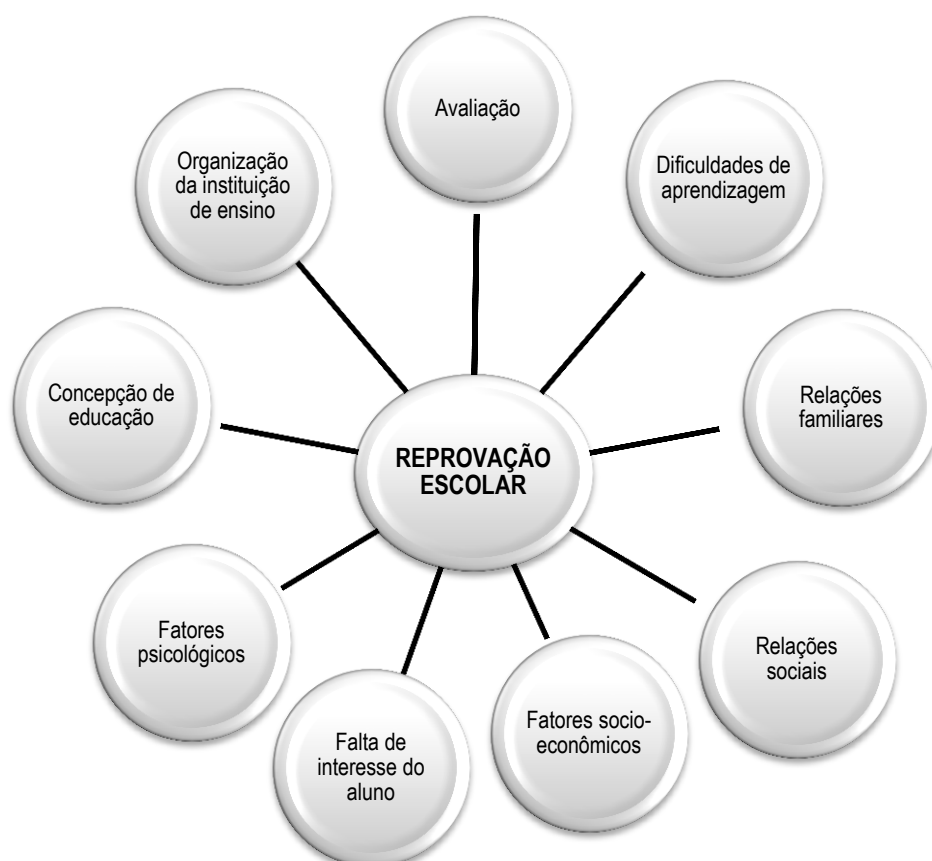 Avaliação
Dificuldades de
aprendizagem
Relações
familiares
Relações
sociais
Fatores socio-
econômicos
Falta de
interesse do
aluno
Fatores
psicológicos
Concepção de
educação
Organização
da instituição
de ensino
REPROVAÇÃO
ESCOLAR